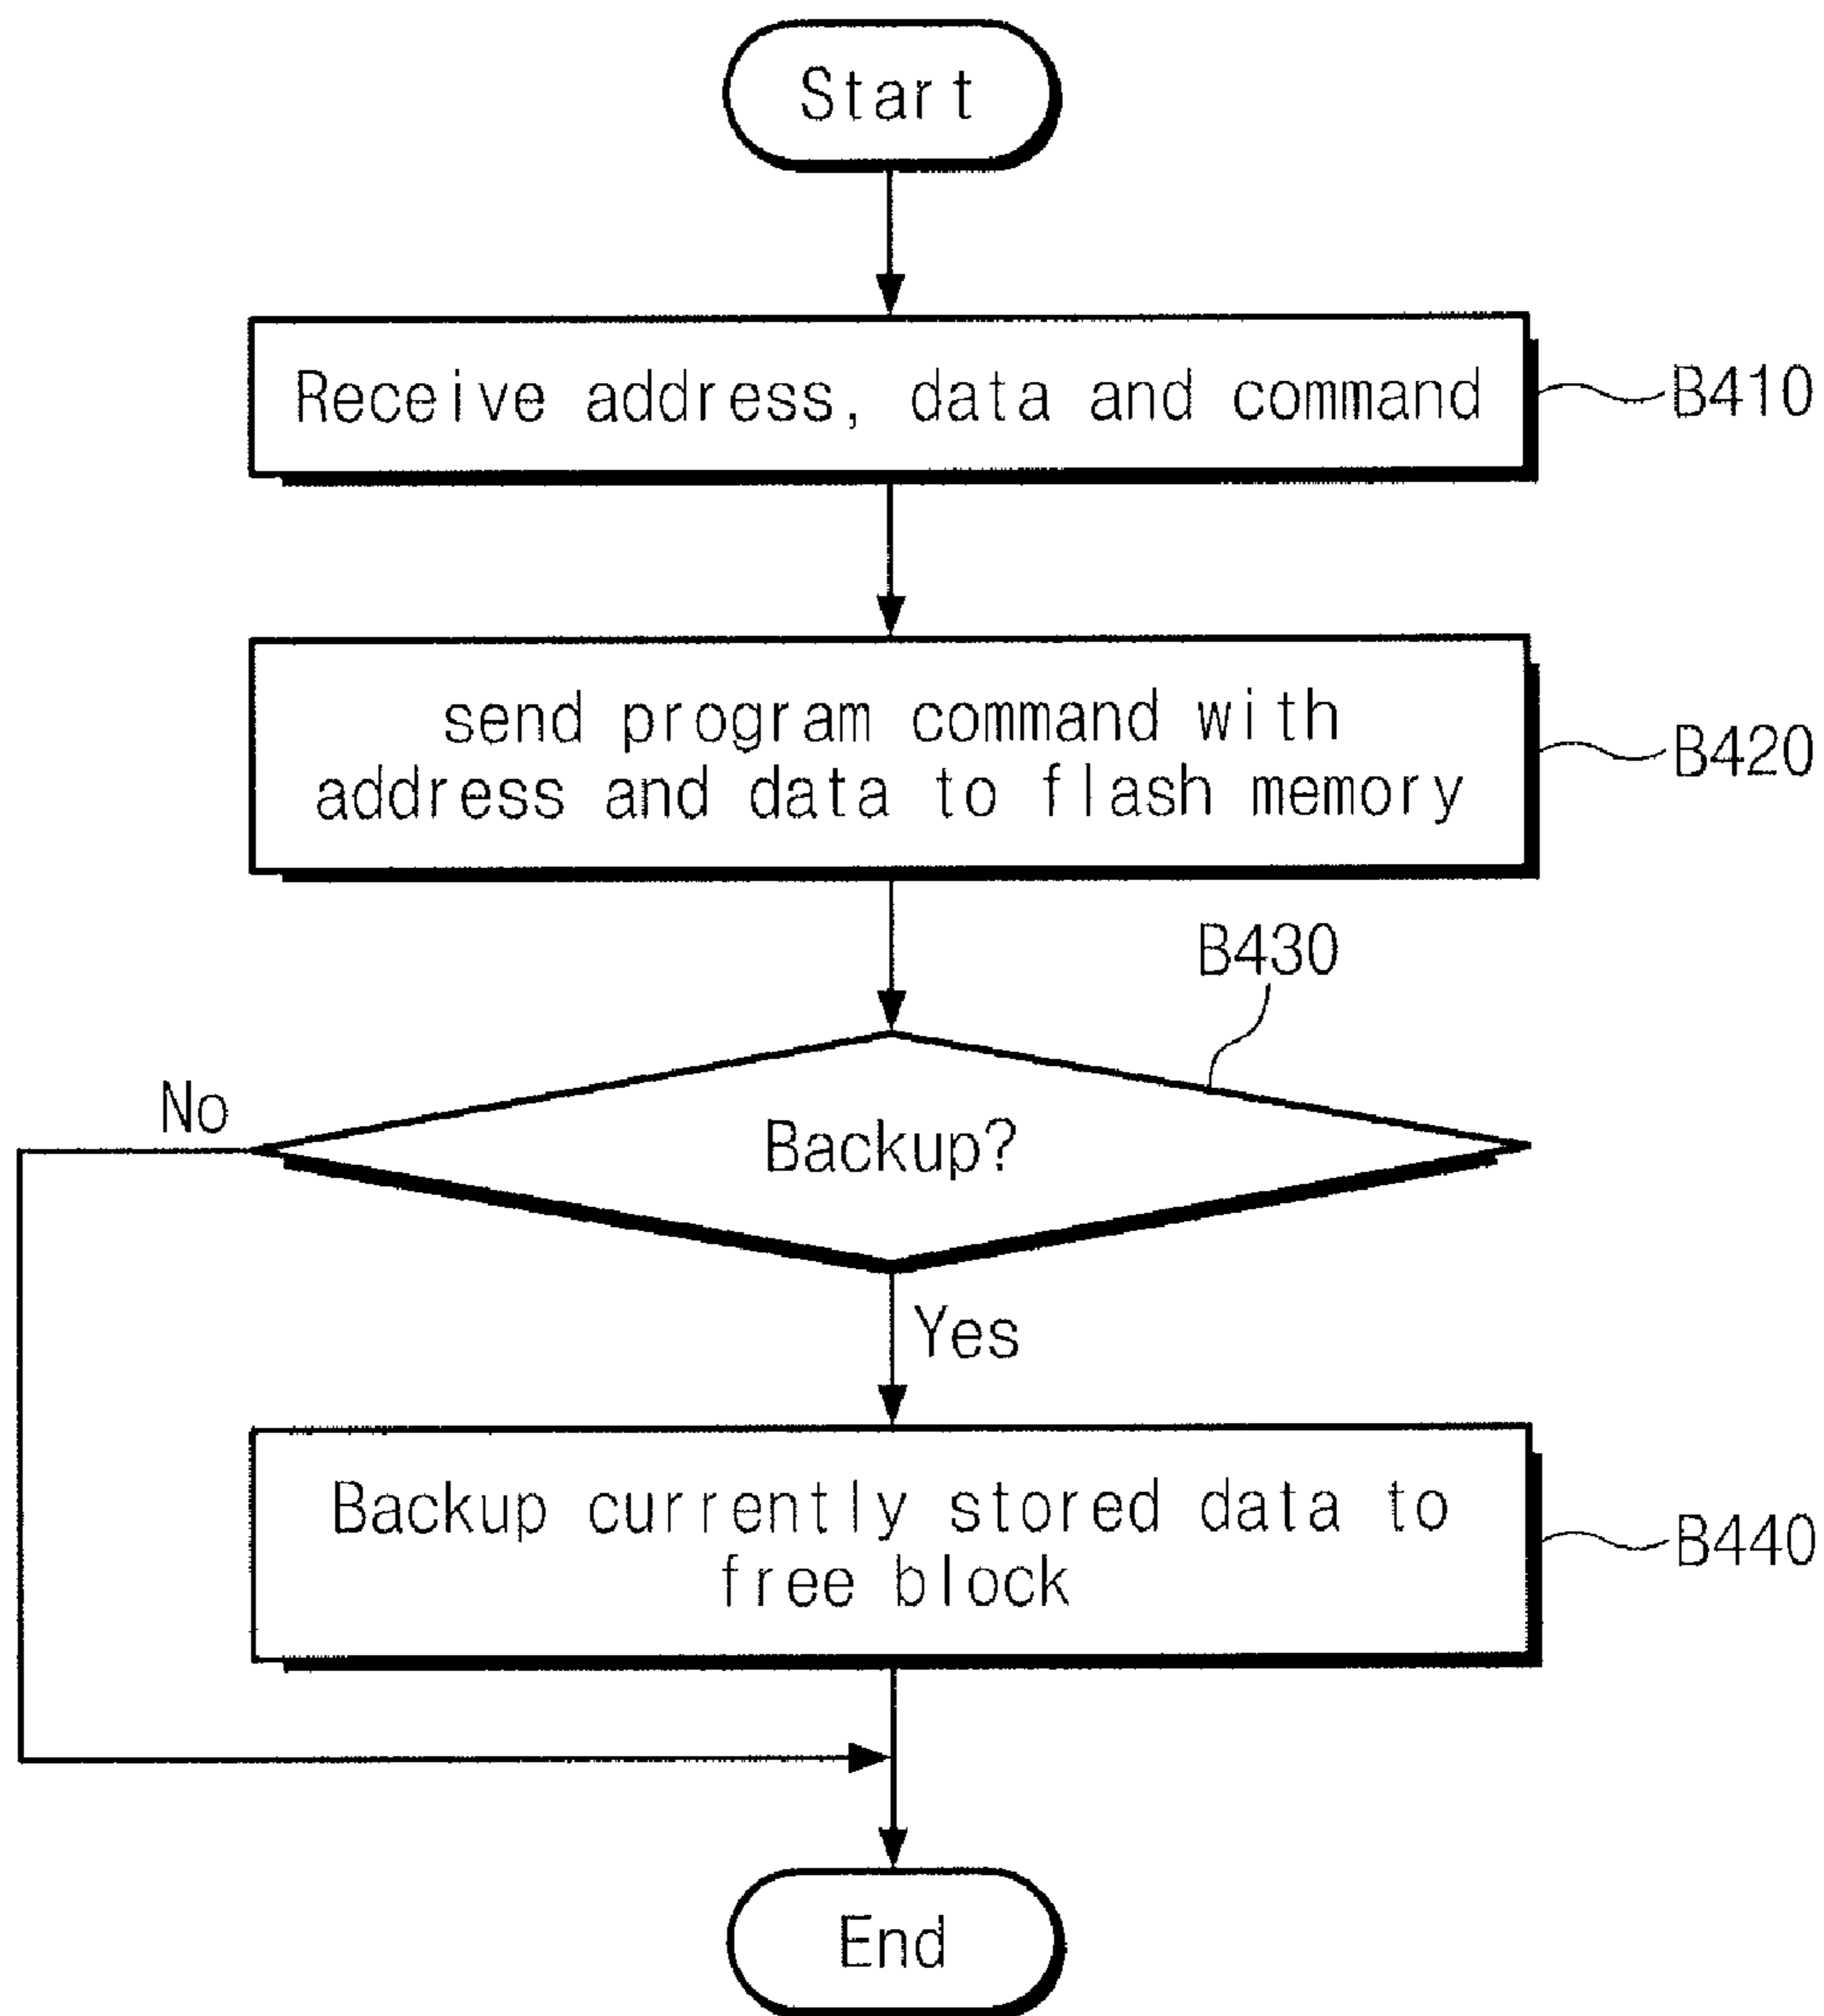 Start
Receive address, data and command
B410
send program command with
address and data to flash memory
B420
B430
No
Backup?
Yes
Backup currently stored data to
free block
B440
End